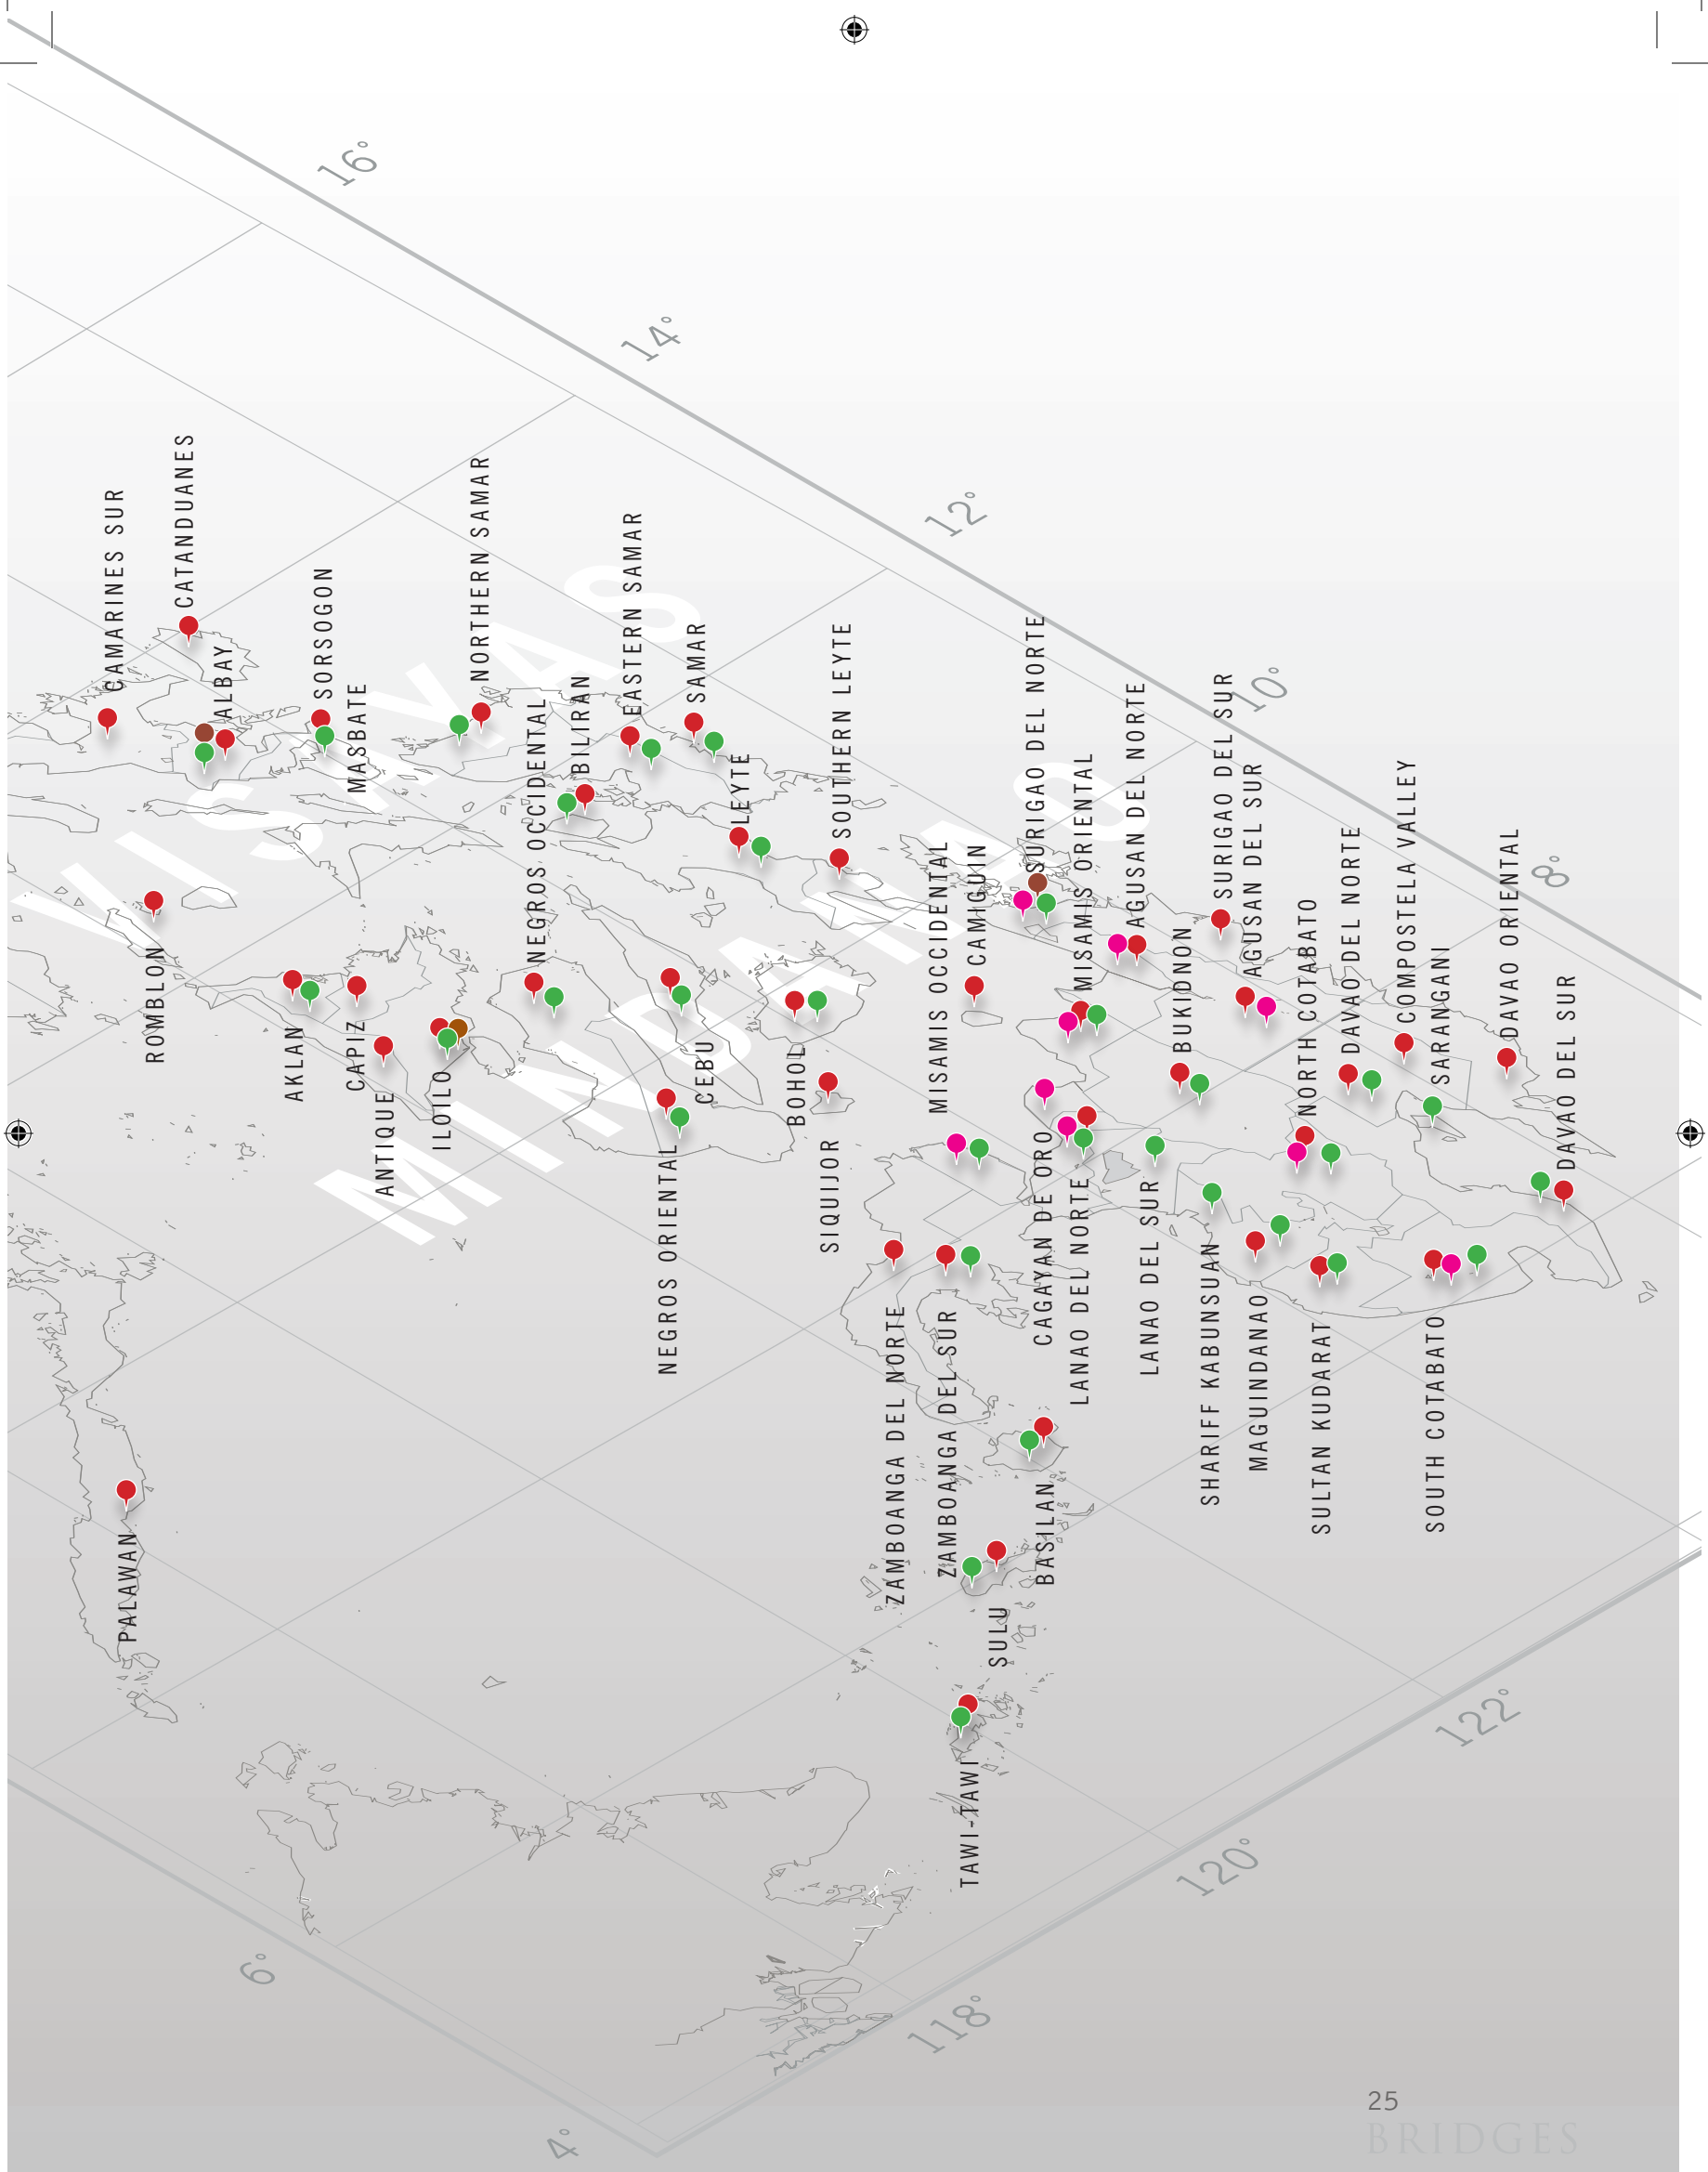 16°
14°
12°
10°
8°
CAMARINES SUR
CATANDUANES
ALBAY
SORSOGON
MASBATE
NORTHERN SAMAR
NEGROS OCCIDENTAL
BILIRAN
EASTERN SAMAR
SAMAR
LEYTE
SOUTHERN LEYTE
VISAYAS
MINDANAO
ROMBLON
AKLAN
CAPIZ
ANTIQUE
ILOILO
NEGROS ORIENTAL
CEBU
BOHOL
SIQUIJOR
MISAMIS OCCIDENTAL
CAMIGUIN
SURIGAO DEL NORTE
MISAMIS ORIENTAL
AGUSAN DEL NORTE
BUKIDNON
SURIGAO DEL SUR
AGUSAN DEL SUR
NORTH COTABATO
DAVAO DEL NORTE
COMPOSTELA VALLEY
SARANGANI
DAVAO ORIENTAL
DAVAO DEL SUR
PALAWAN
ZAMBOANGA DEL NORTE
ZAMBOANGA DEL SUR
CAGAYAN DE ORO
LANAO DEL NORTE
LANAO DEL SUR
SHARIFF KABUNSUAN
MAGUINDANAO
SULTAN KUDARAT
SOUTH COTABATO
BASILAN
SULU
TAWI-TAWI
122°
120°
118°
6°
4°
25
BRIDGES